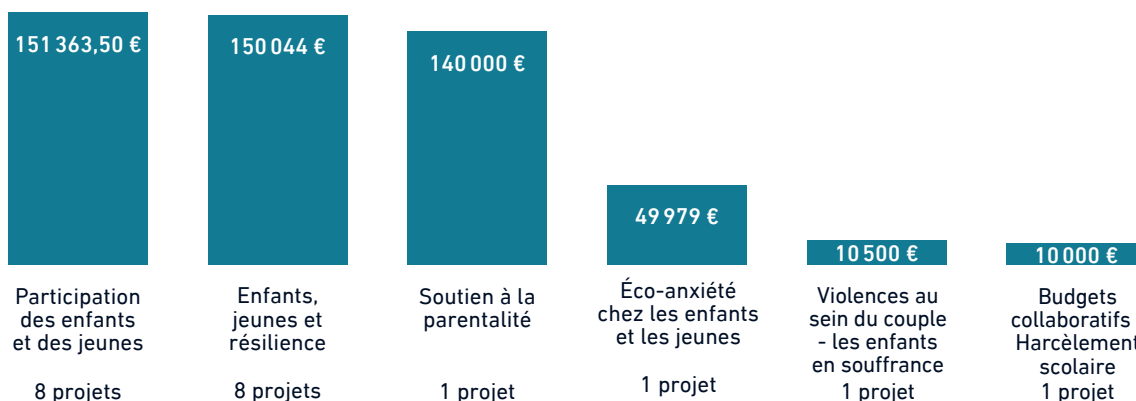 151 363,50 €
150 044 €
140 000 €
49 979 €
10 500 €
10 000 €
Participation
des enfants
et des jeunes
8 projets
Enfants,
jeunes et
résilience
8 projets
Soutien à la
parentalité
1 projet
Éco-anxiété
chez les enfants
et les jeunes
1 projet
Violences au
sein du couple
- les enfants
en souffrance
1 projet
Budgets
collaboratifs
Harcèlement
scolaire
1 projet